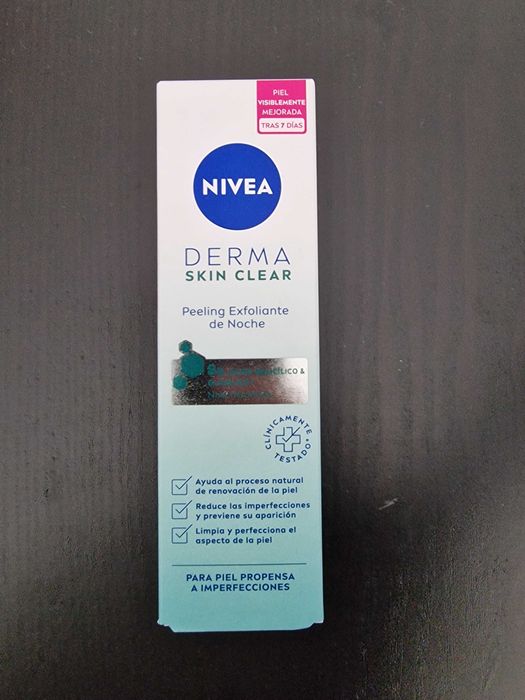 PIEL
VISIBLEMENTE
MEJORADA
TRAS 7 DÍAS
NIVEA
DERMA
SKIN CLEAR
Peeling Exfoliante
de Noche
&
CLÍNICAMENTE
TESTADO
Ayuda al proceso natural
de renovación de la piel
Reduce las imperfecciones
y previene su aparición
Limpia y perfecciona el
aspecto de la piel
PARA PIEL PROPENSA
A IMPERFECCIONES